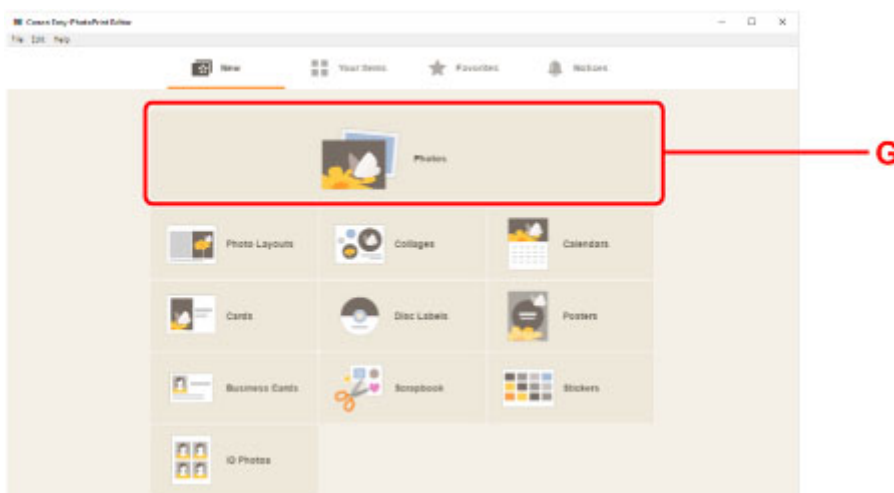 Canon Easy-PhotoPrint Editor
File Edit Help
New Your Items Favorites Notices
Photos
G
Photo Layouts Collages Calendars
Cards Disc Labels Posters
Business Cards Scrapbook Stickers
ID Photos